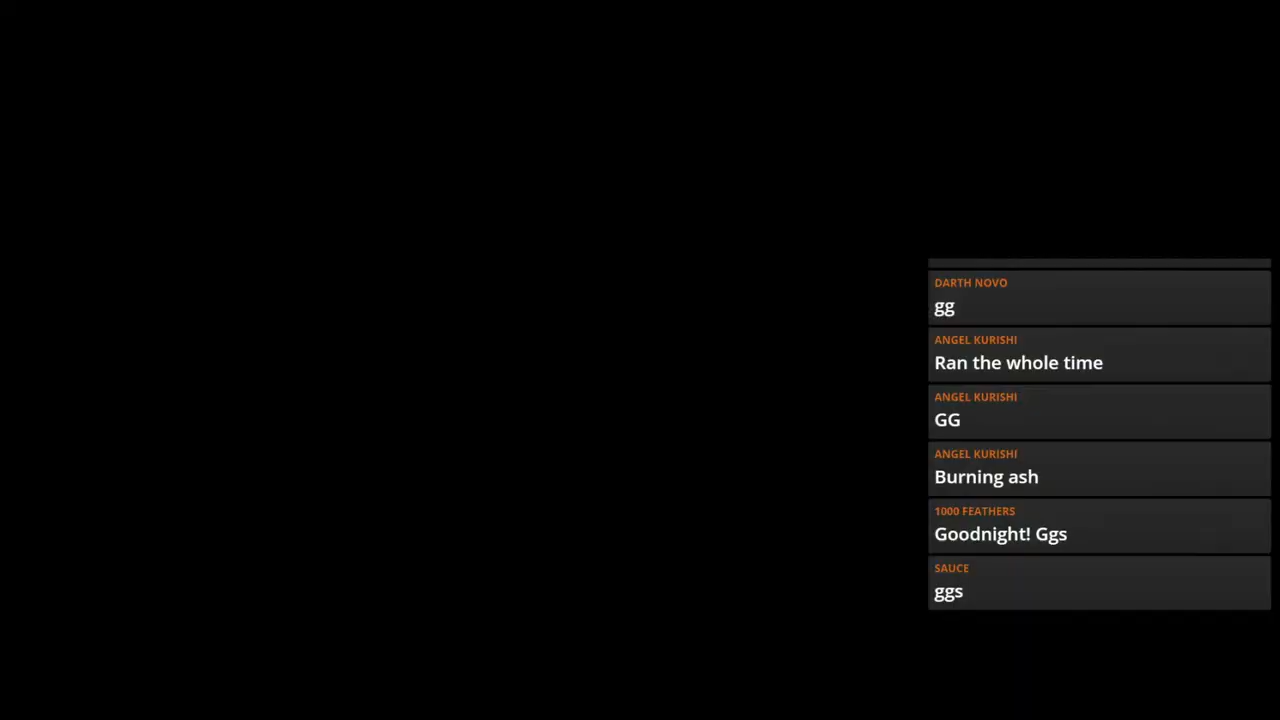 DARTH NOVO
gg
ANGEL KURISHI
Ran the whole time
ANGEL KURISHI
GG
ANGEL KURISHI
Burning ash
1000 FEATHERS
Goodnight! Ggs
SAUCE
ggs